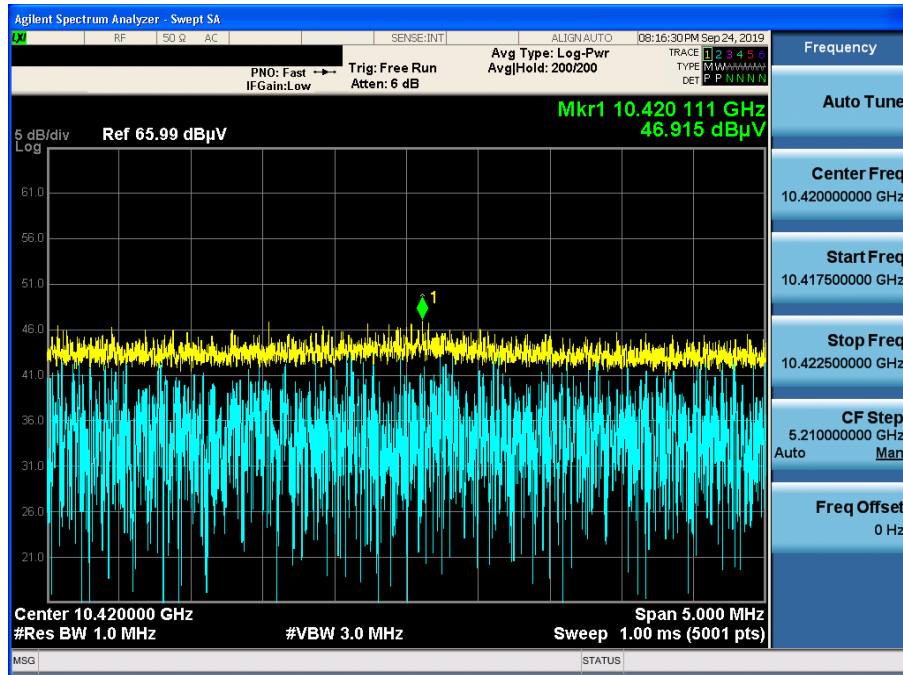 Agilent Spectrum Analyzer - Swept SA
LXI RF 50 Ω AC SENSE:INT ALIGN AUTO 08:16:30 PM Sep 24, 2019
PNO: Fast Trig: Free Run Avg Type: Log-Pwr TRACE 1 2 3 4 5 6
IFGain:Low Atten: 6 dB Avg|Hold: 200/200 TYPE MWWWWW
DET P P N N N N
Mkr1 10.420 111 GHz
46.915 dBµV
5 dB/div Ref 65.99 dBµV
Log
61.0
56.0
51.0
1
46.0
41.0
36.0
31.0
26.0
21.0
Center 10.420000 GHz Span 5.000 MHz
#Res BW 1.0 MHz #VBW 3.0 MHz Sweep 1.00 ms (5001 pts)
MSG STATUS
Frequency
Auto Tune
Center Freq
10.420000000 GHz
Start Freq
10.417500000 GHz
Stop Freq
10.422500000 GHz
CF Step
5.210000000 GHz
Auto Man
Freq Offset
0 Hz